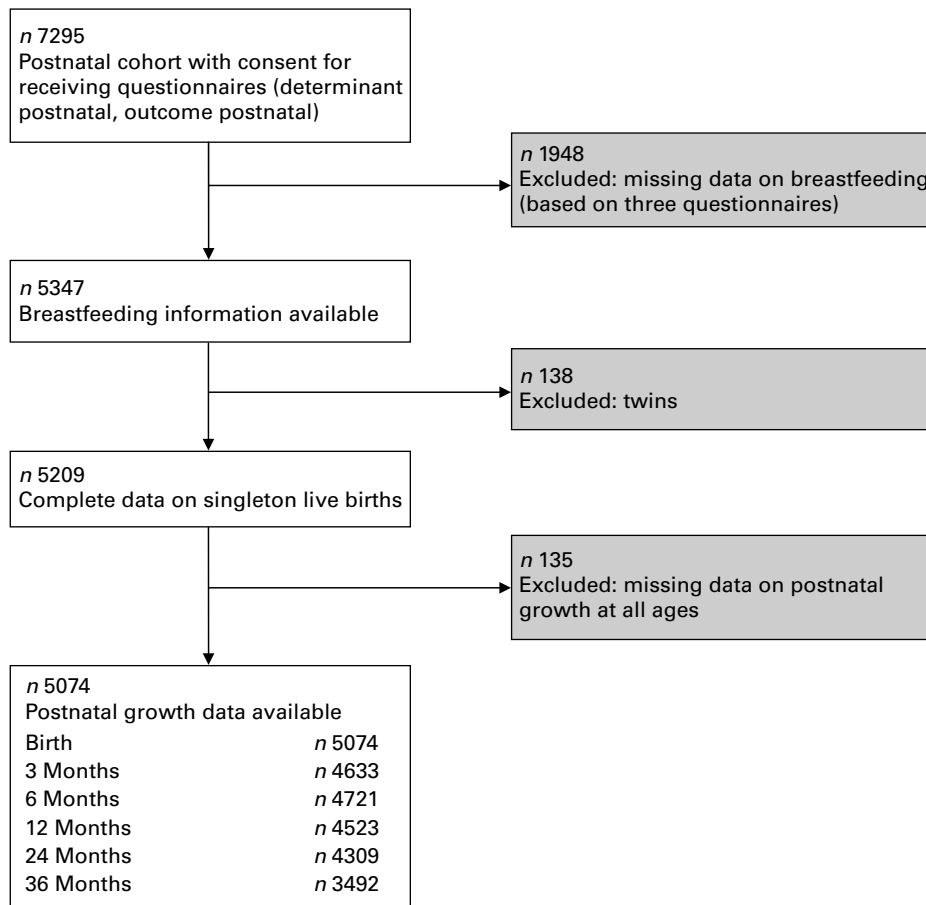 n 7295
Postnatal cohort with consent for
receiving questionnaires (determinant
postnatal, outcome postnatal)
n 1948
Excluded: missing data on breastfeeding
(based on three questionnaires)
n 5347
Breastfeeding information available
n 138
Excluded: twins
n 5209
Complete data on singleton live births
n 135
Excluded: missing data on postnatal
growth at all ages
n 5074
Postnatal growth data available
Birth n 5074
3 Months n 4633
6 Months n 4721
12 Months n 4523
24 Months n 4309
36 Months n 3492